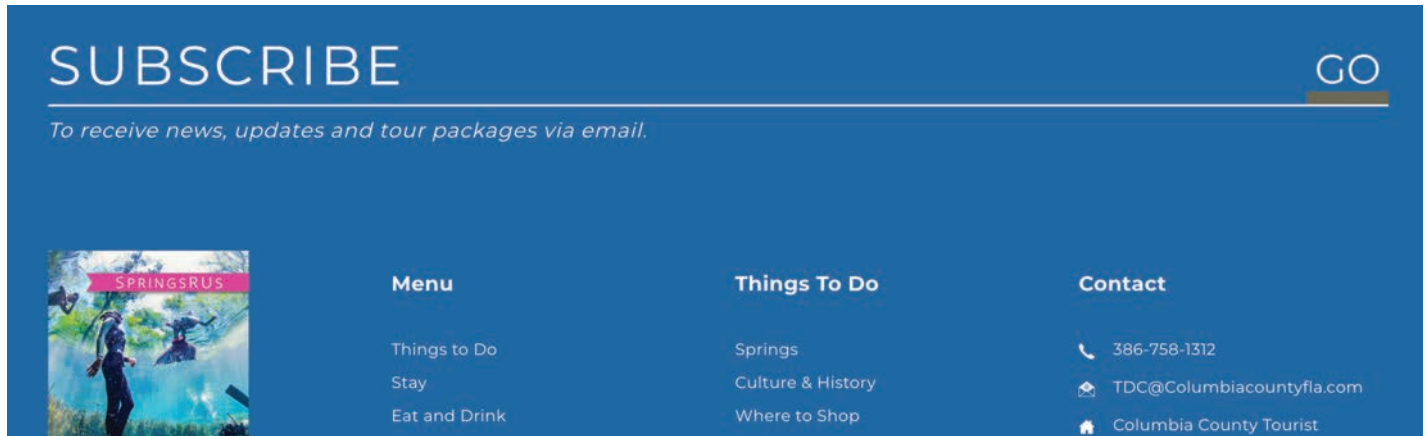 SUBSCRIBE
GO
To receive news, updates and tour packages via email.
SPRINGSRUS
Menu
Things to Do
Stay
Eat and Drink
Things To Do
Springs
Culture & History
Where to Shop
Contact
386-758-1312
TDC@Columbiacountyfla.com
Columbia County Tourist